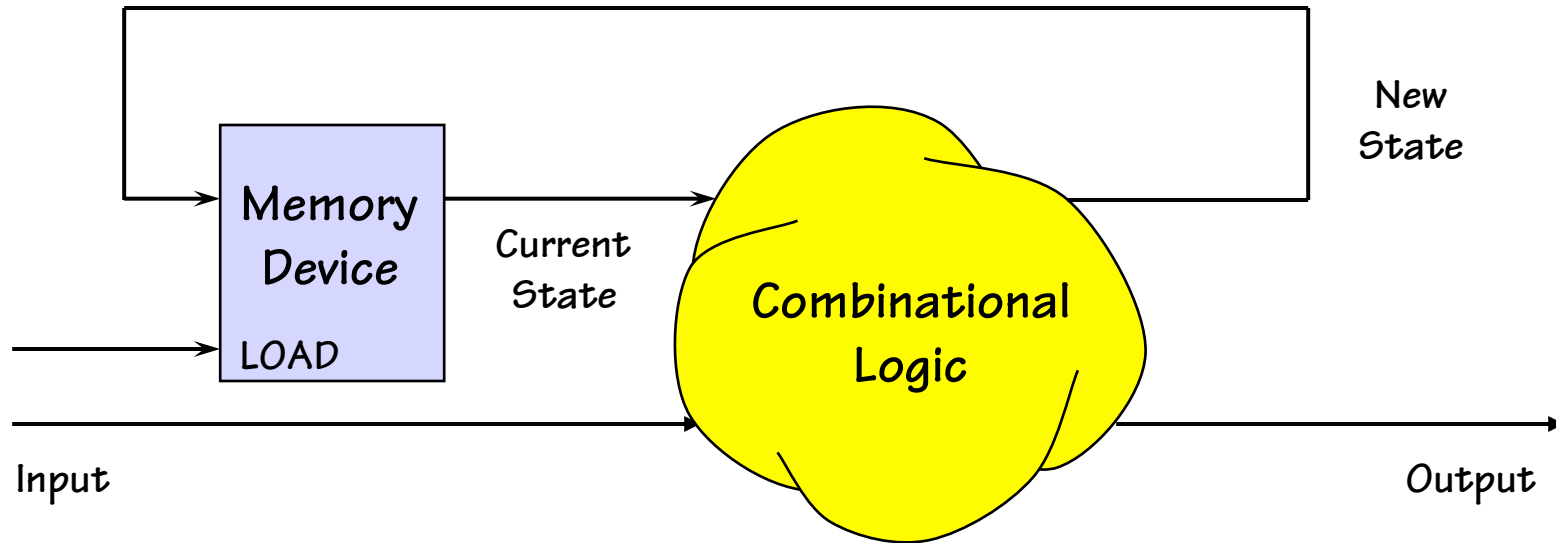 New
State
Memory
Device
Current
State
Combinational
Logic
LOAD
Input
Output